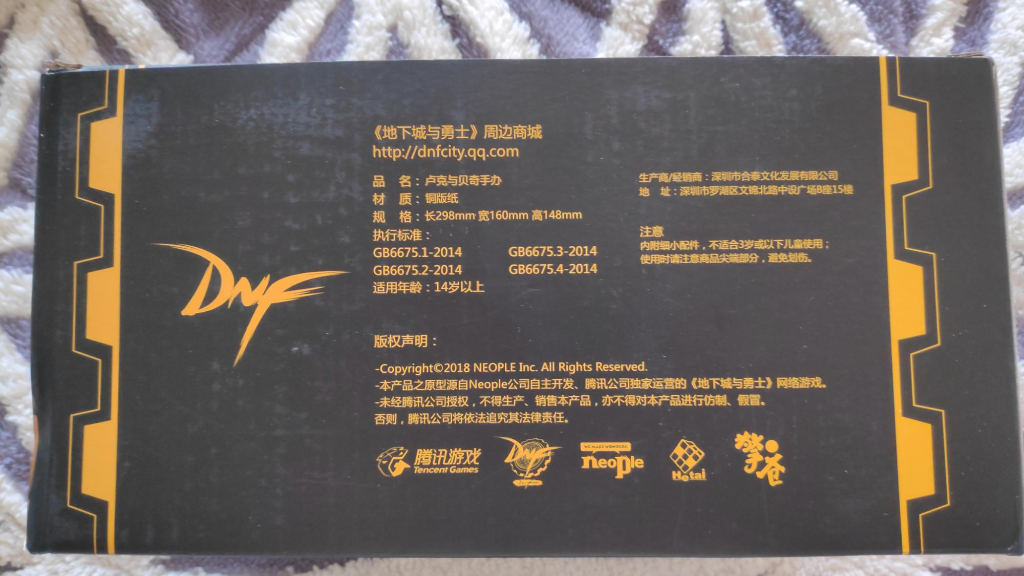 《地下城与勇士》周边商城
http://dnfcity.qq.com
品 名：卢克与贝奇手办
材 质：铜版纸
规 格：长298mm 宽160mm 高148mm
执行标准：
GB6675.1-2014 GB6675.3-2014
GB6675.2-2014 GB6675.4-2014
适用年龄：14岁以上
生产商/经销商：深圳市合泰文化发展有限公司
地 址：深圳市罗湖区文锦北路中设广场B座15楼
注意
内附细小配件，不适合3岁或以下儿童使用；
使用时请注意商品尖端部分，避免划伤。
DNF
版权声明：
-Copyright©2018 NEOPLE Inc. All Rights Reserved.
-本产品之原型源自Neople公司自主开发、腾讯公司独家运营的《地下城与勇士》网络游戏。
-未经腾讯公司授权，不得生产、销售本产品，亦不得对本产品进行仿制、假冒。
否则，腾讯公司将依法追究其法律责任。
腾讯游戏
Tencent Games
DNF
neople
Hetai
擎苍